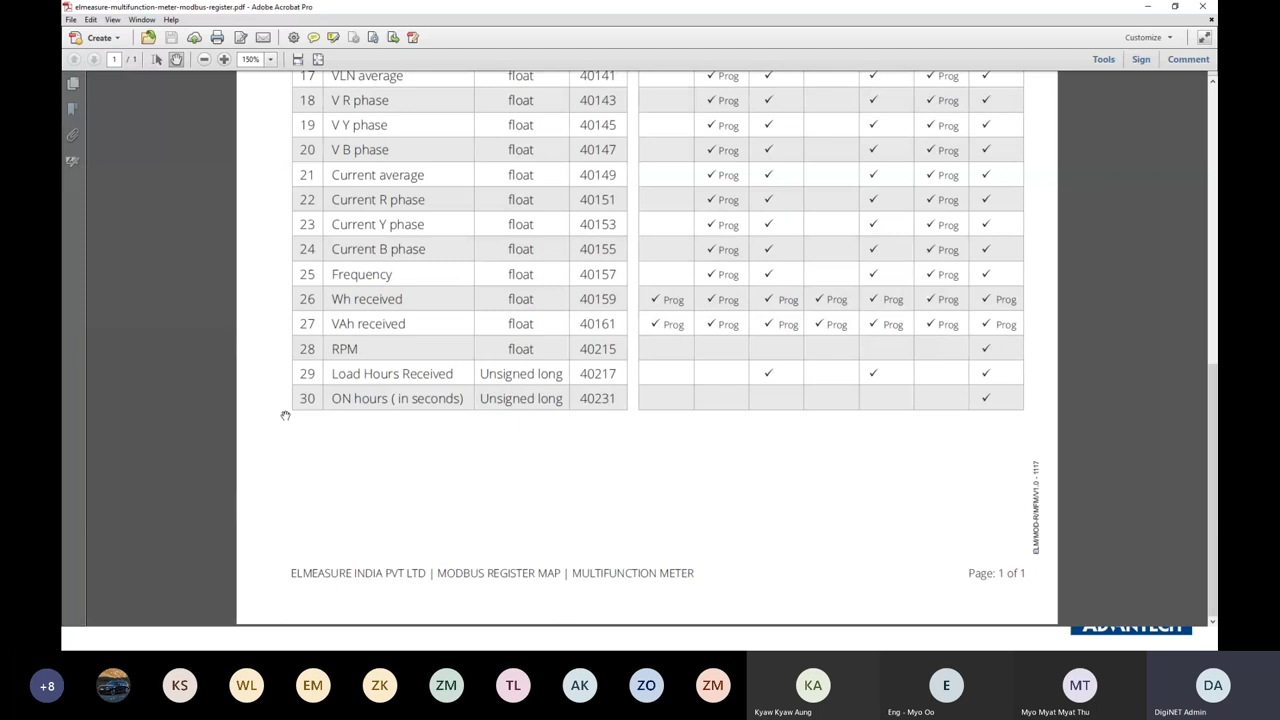 elmeasure-multifunction-meter-modbus-register.pdf - Adobe Acrobat Pro
File Edit View Window Help
Create Customize
1 / 1 150% Tools Sign Comment
17 VLN average float 40141 ✓ Prog ✓ ✓ ✓ Prog ✓
18 V R phase float 40143 ✓ Prog ✓ ✓ ✓ Prog ✓
19 V Y phase float 40145 ✓ Prog ✓ ✓ ✓ Prog ✓
20 V B phase float 40147 ✓ Prog ✓ ✓ ✓ Prog ✓
21 Current average float 40149 ✓ Prog ✓ ✓ ✓ Prog ✓
22 Current R phase float 40151 ✓ Prog ✓ ✓ ✓ Prog ✓
23 Current Y phase float 40153 ✓ Prog ✓ ✓ ✓ Prog ✓
24 Current B phase float 40155 ✓ Prog ✓ ✓ ✓ Prog ✓
25 Frequency float 40157 ✓ Prog ✓ ✓ ✓ Prog ✓
26 Wh received float 40159 ✓ Prog ✓ Prog ✓ Prog ✓ Prog ✓ Prog ✓ Prog ✓ Prog
27 VAh received float 40161 ✓ Prog ✓ Prog ✓ Prog ✓ Prog ✓ Prog ✓ Prog ✓ Prog
28 RPM float 40215 ✓
29 Load Hours Received Unsigned long 40217 ✓ ✓ ✓
30 ON hours ( in seconds) Unsigned long 40231 ✓
ELM/MOD-R/MFM/V1.0 - 1117
ELMEASURE INDIA PVT LTD | MODBUS REGISTER MAP | MULTIFUNCTION METER Page: 1 of 1
ADVANTECH
+8 KS WL EM ZK ZM TL AK ZO ZM KA E MT DA
Kyaw Kyaw Aung Eng - Myo Oo Myo Myat Myat Thu DigiNET Admin